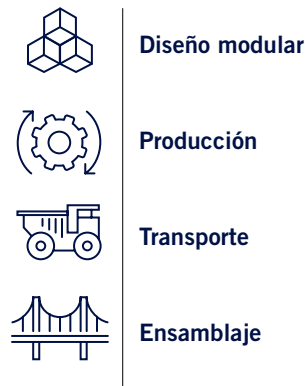 Diseño modular
Producción
Transporte
Ensamblaje